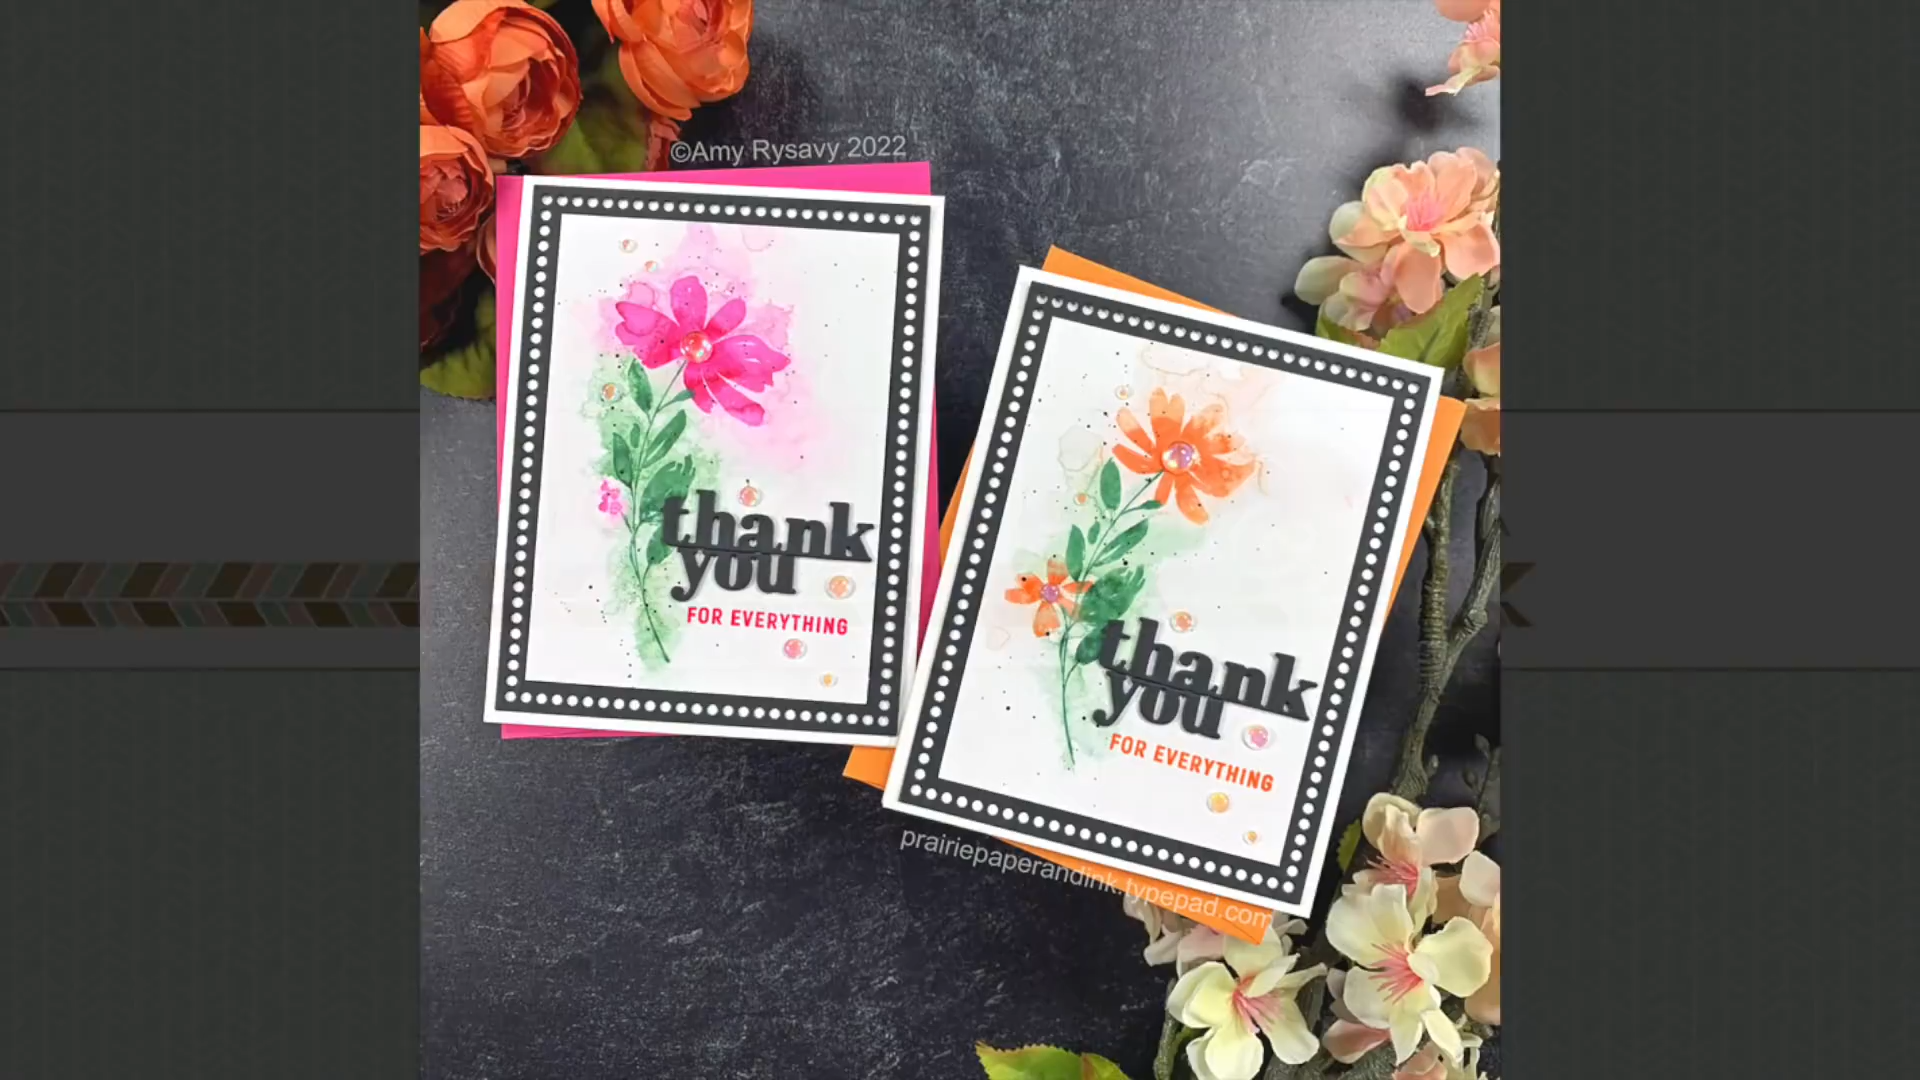 ©Amy Rysavy 2022
thank
you
FOR EVERYTHING
thank
you
FOR EVERYTHING
prairiepaperandink.typepad.com